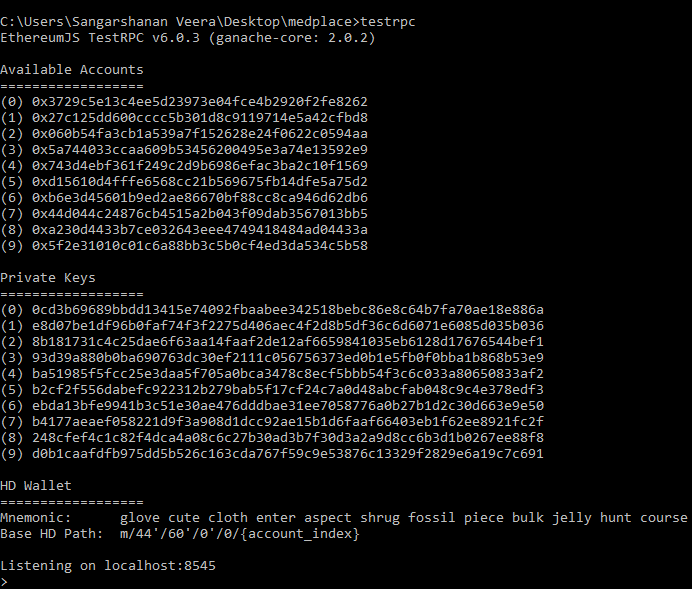 C:\Users\Sangarshanan Veera\Desktop\medplace>testrpc
EthereumJS TestRPC v6.0.3 (ganache-core: 2.0.2)
Available Accounts
==================
(0) 0x3729c5e13c4ee5d23973e04fce4b2920f2fe8262
(1) 0x27c125dd600cccc5b301d8c9119714e5a42cfbd8
(2) 0x060b54fa3cb1a539a7f152628e24f0622c0594aa
(3) 0x5a744033ccaa609b53456200495e3a74e13592e9
(4) 0x743d4ebf361f249c2d9b6986efac3ba2c10f1569
(5) 0xd15610d4fffe6568cc21b569675fb14dfe5a75d2
(6) 0xb6e3d45601b9ed2ae86670bf88cc8ca946d62db6
(7) 0x44d044c24876cb4515a2b043f09dab3567013bb5
(8) 0xa230d4433b7ce032643eee4749418484ad04433a
(9) 0x5f2e31010c01c6a88bb3c5b0cf4ed3da534c5b58
Private Keys
==================
(0) 0cd3b69689bbdd13415e74092fbaabee342518bebc86e8c64b7fa70ae18e886a
(1) e8d07be1df96b0faf74f3f2275d406aec4f2d8b5df36c6d6071e6085d035b036
(2) 8b181731c4c25dae6f63aa14faaf2de12af6659841035eb6128d17676544bef1
(3) 93d39a880b0ba690763dc30ef2111c056756373ed0b1e5fb0f0bba1b868b53e9
(4) ba51985f5fcc25e3daa5f705a0bca3478c8ecf5bbb54f3c6c033a80650833af2
(5) b2cf2f556dabefc922312b279bab5f17cf24c7a0d48abcfab048c9c4e378edf3
(6) ebda13bfe9941b3c51e30ae476dddbae31ee7058776a0b27b1d2c30d663e9e50
(7) b4177aeaef058221d9f3a908d1dcc92ae15b1d6faaf66403eb1f62ee8921fc2f
(8) 248cfef4c1c82f4dca4a08c6c27b30ad3b7f30d3a2a9d8cc6b3d1b0267ee88f8
(9) d0b1caafdfb975dd5b526c163cda767f59c9e53876c13329f2829e6a19c7c691
HD Wallet
==================
Mnemonic:      glove cute cloth enter aspect shrug fossil piece bulk jelly hunt course
Base HD Path:  m/44'/60'/0'/0/{account_index}
Listening on localhost:8545
>